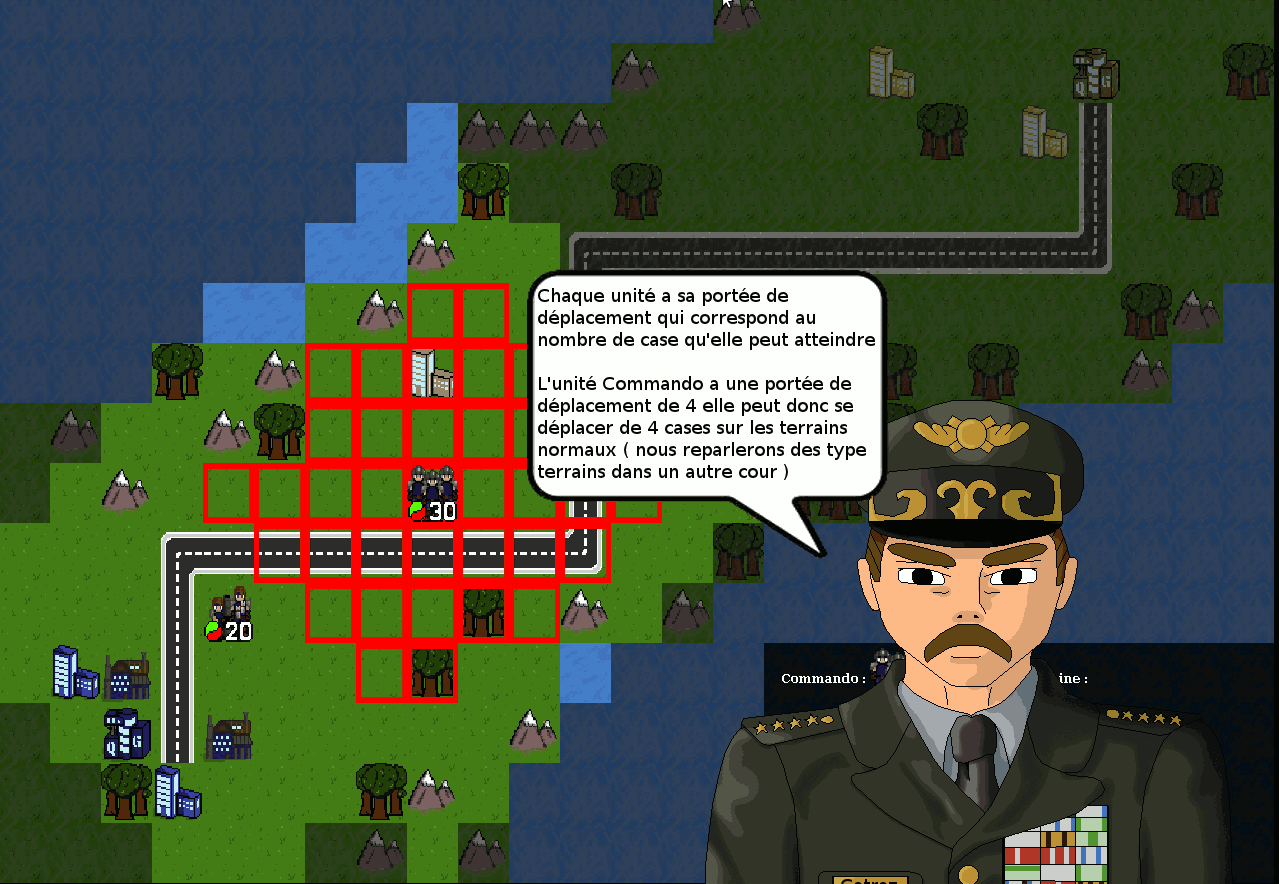 Q G
Chaque unité a sa portée de
déplacement qui correspond au
nombre de case qu'elle peut atteindre
L'unité Commando a une portée de
déplacement de 4 elle peut donc se
déplacer de 4 cases sur les terrains
normaux ( nous reparlerons des type
terrains dans un autre cour )
30
20
Commando :
ine :
Q G